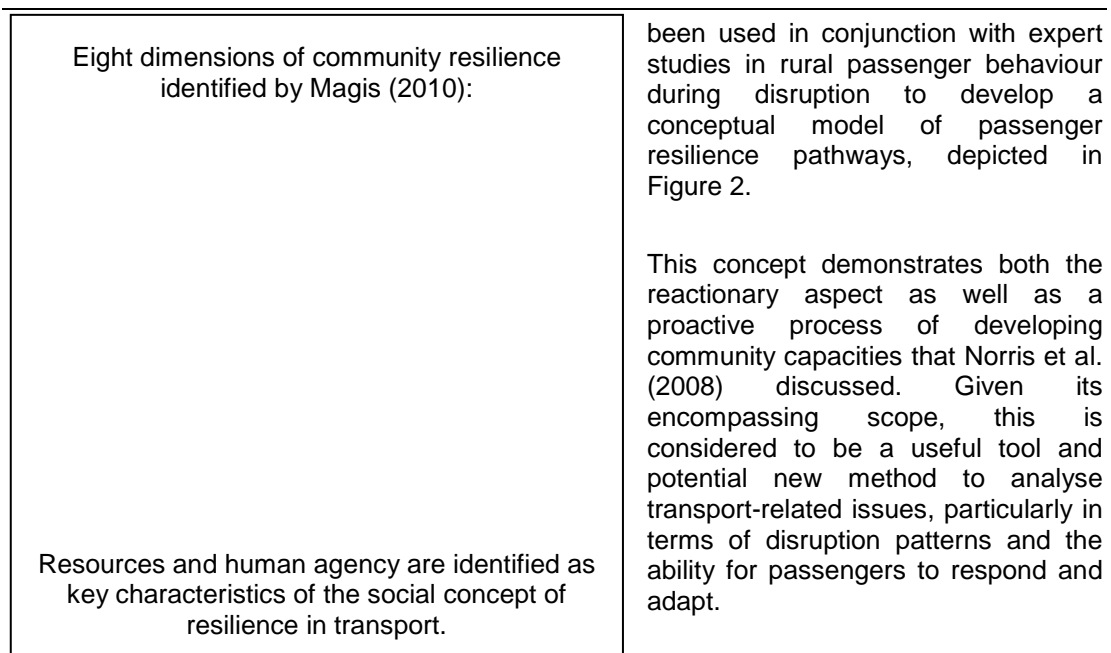 Eight dimensions of community resilience
identified by Magis (2010):
Resources and human agency are identified as
key characteristics of the social concept of
resilience in transport.
been used in conjunction with expert
studies in rural passenger behaviour
during disruption to develop a
conceptual model of passenger
resilience pathways, depicted in
Figure 2.
This concept demonstrates both the
reactionary aspect as well as a
proactive process of developing
community capacities that Norris et al.
(2008) discussed. Given its
encompassing scope, this is
considered to be a useful tool and
potential new method to analyse
transport-related issues, particularly in
terms of disruption patterns and the
ability for passengers to respond and
adapt.